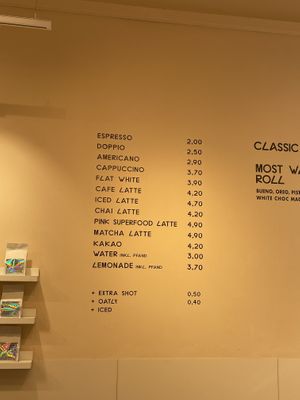 ESPRESSO 2,00
DOPPIO 2,50
AMERICANO 2,90
CAPPUCCINO 3,70
FLAT WHITE 3,90
CAFE LATTE 4,20
ICED LATTE 4,70
CHAI LATTE 4,20
PINK SUPERFOOD LATTE 4,90
MATCHA LATTE 4,90
KAKAO 4,20
WATER INKL. PFAND 3,00
LEMONADE INKL. PFAND 3,70
+ EXTRA SHOT 0,50
+ OATLY 0,40
+ ICED
CLASSIC
MOST WA
ROLL
BUENO, OREO, PIST
WHITE CHOC MAC